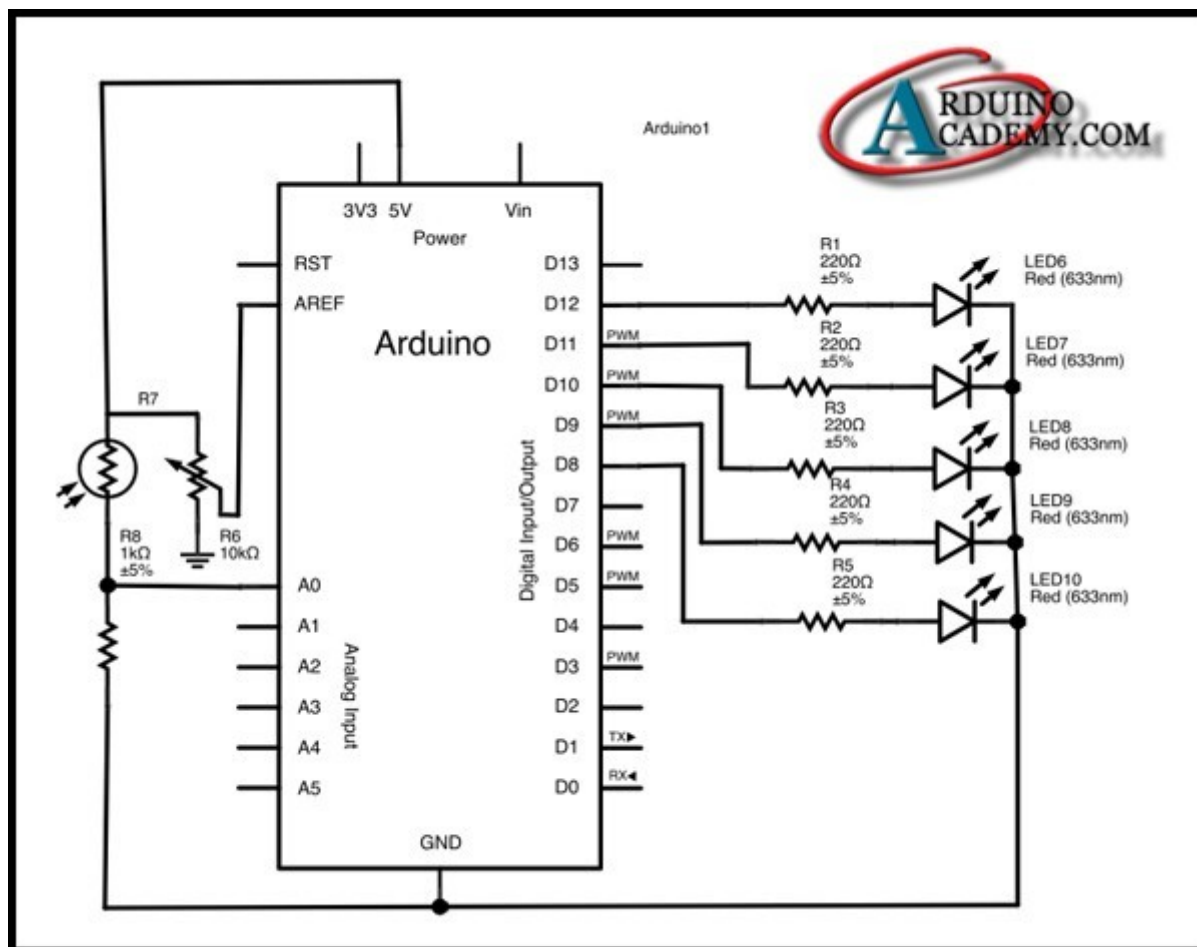 ARDUINO
ACADEMY.COM
Arduino1
3V3 5V Vin
Power
RST
AREF
Arduino
A0
A1
A2
A3
A4
A5
Analog Input
GND
D13
D12
D11 PWM
D10 PWM
D9 PWM
D8
D7
D6 PWM
D5 PWM
D4
D3 PWM
D2
D1 TX▶
D0 RX◀
Digital Input/Output
R7
R8
1kΩ
±5%
R6
10kΩ
R1
220Ω
±5%
R2
220Ω
±5%
R3
220Ω
±5%
R4
220Ω
±5%
R5
220Ω
±5%
LED6
Red (633nm)
LED7
Red (633nm)
LED8
Red (633nm)
LED9
Red (633nm)
LED10
Red (633nm)